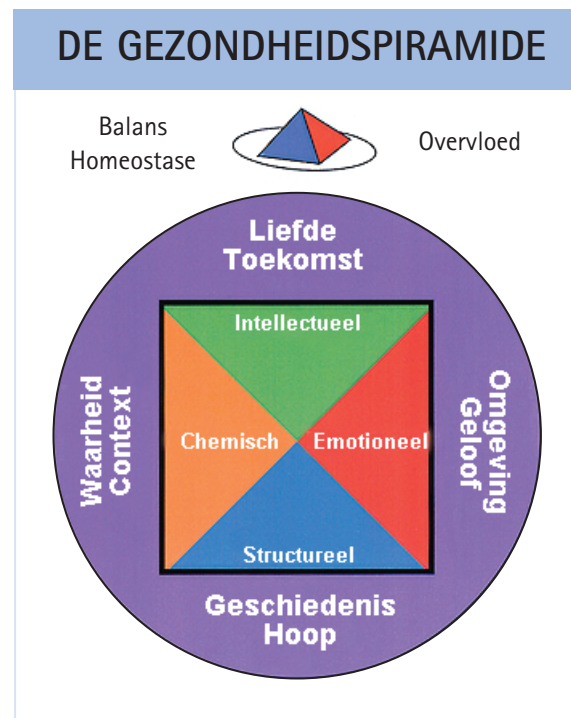 DE GEZONDHEIDSPIRAMIDE
Balans
Homeostase
Overvloed
Liefde
Toekomst
Intellectueel
Waarheid
Context
Chemisch
Emotioneel
Omgeving
Geloof
Structureel
Geschiedenis
Hoop